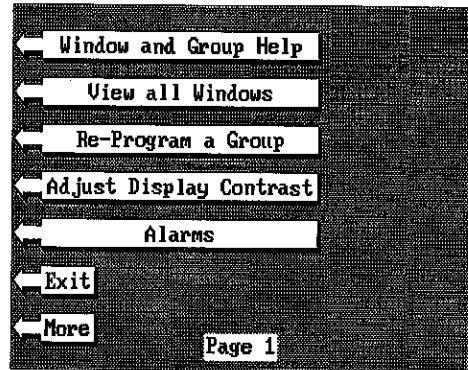 Window and Group Help
View all Windows
Re-Program a Group
Adjust Display Contrast
Alarms
Exit
More
Page 1